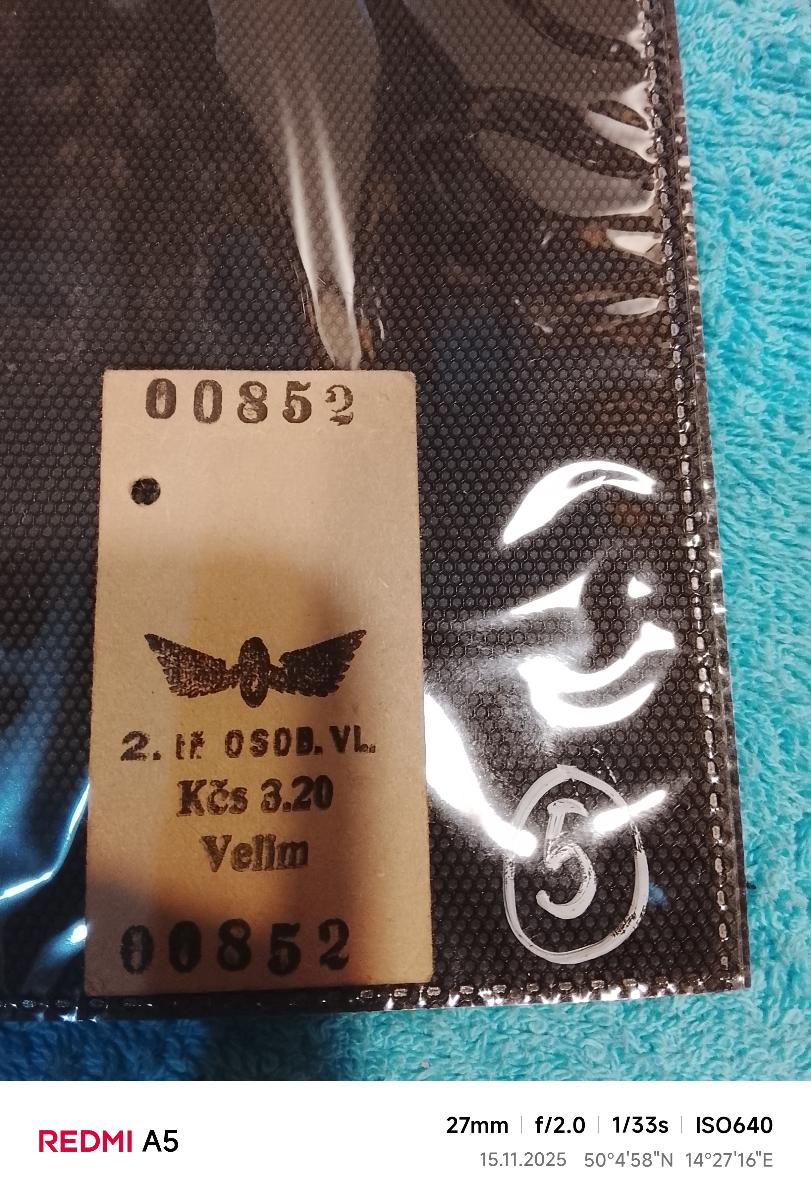 00852
2. tř OSOB. VL.
Kčs 3.20
Velim
00852
5
REDMI A5
27mm | f/2.0 | 1/33s | ISO640
15.11.2025 50°4'58"N 14°27'16"E